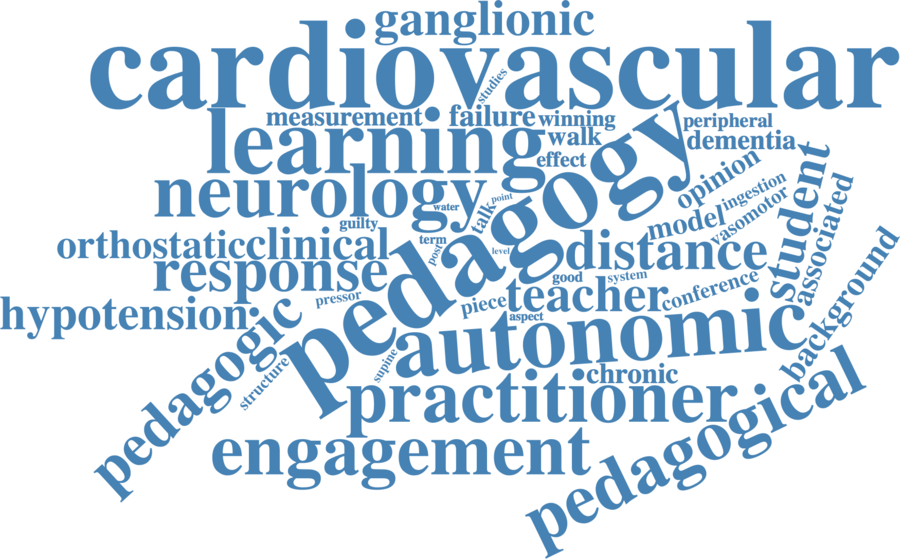 ganglionic
cardiovascular
studies
measurement
failure
winning
peripheral
learning
walk
dementia
effect
pedagogy
opinion
student
neurology
water
point
talk
ingestion
guilty
model
vasomotor
associated
orthostatic
clinical
term
post
level
distance
response
good
system
background
pressor
piece
teacher
conference
hypotension
aspect
pedagogic
autonomic
structure
supine
chronic
practitioner
pedagogical
engagement